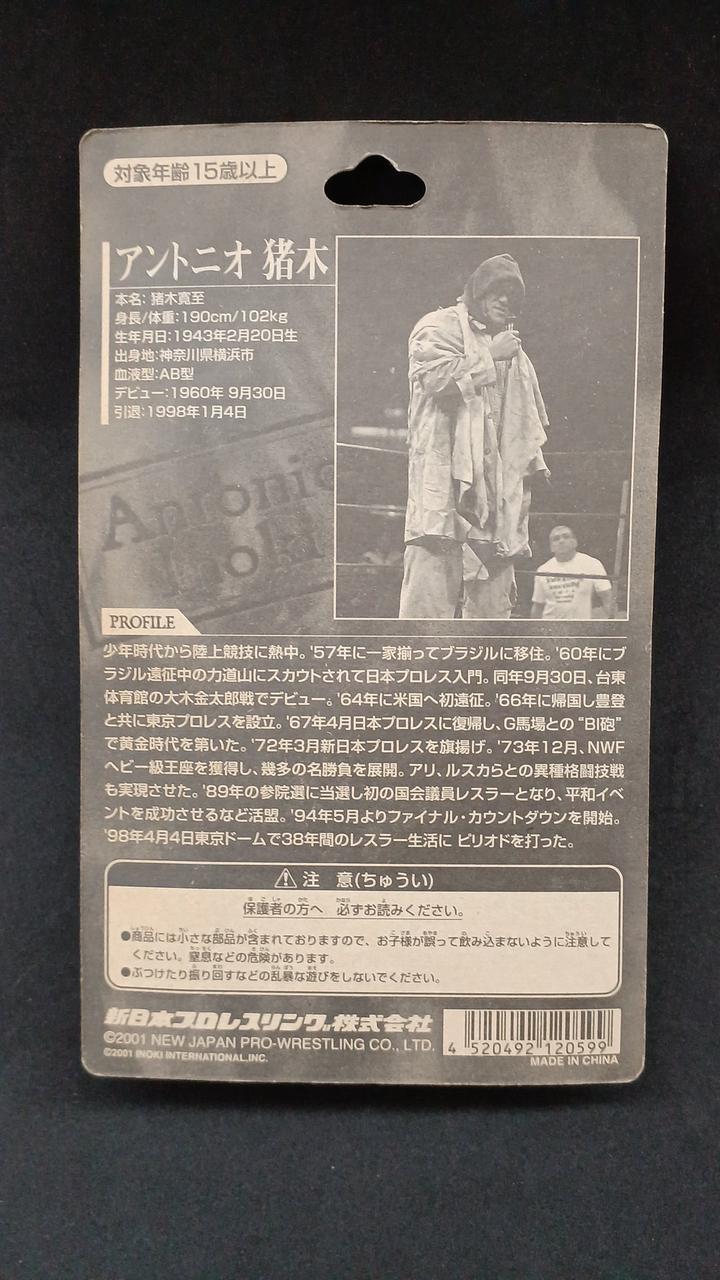 対象年齢15歳以上
アントニオ 猪木
本名: 猪木寛至
身長/体重:190cm/102kg
生年月日:1943年2月20日生
出身地:神奈川県横浜市
血液型:AB型
デビュー:1960年 9月30日
引退:1998年1月4日
Antonio
Inoki
PROFILE
少年時代から陸上競技に熱中。'57年に一家揃ってブラジルに移住。'60年にブ
ラジル遠征中の力道山にスカウトされて日本プロレス入門。同年9月30日、台東
体育館の大木金太郎戦でデビュー。'64年に米国へ初遠征。'66年に帰国し豊登
と共に東京プロレスを設立。'67年4月日本プロレスに復帰し、G馬場との “BI砲”
で黄金時代を築いた。'72年3月新日本プロレスを旗揚げ。'73年12月、NWF
ヘビー級王座を獲得し、幾多の名勝負を展開。アリ、ルスカらとの異種格闘技戦
も実現させた。'89年の参院選に当選し初の国会議員レスラーとなり、平和イベ
ントを成功させるなど活躍。'94年5月よりファイナル・カウントダウンを開始。
'98年4月4日東京ドームで38年間のレスラー生活に ピリオドを打った。
⚠ 注 意(ちゅうい)
保護者の方へ 必ずお読みください。
●商品には小さな部品が含まれておりますので、お子様が誤って飲み込まないように注意して
ください。窒息などの危険があります。
●ぶつけたり振り回すなどの乱暴な遊びをしないでください。
新日本プロレスリング株式会社
©2001 NEW JAPAN PRO-WRESTLING CO., LTD.
©2001 INOKI INTERNATIONAL,INC.
4 520492 120599
MADE IN CHINA